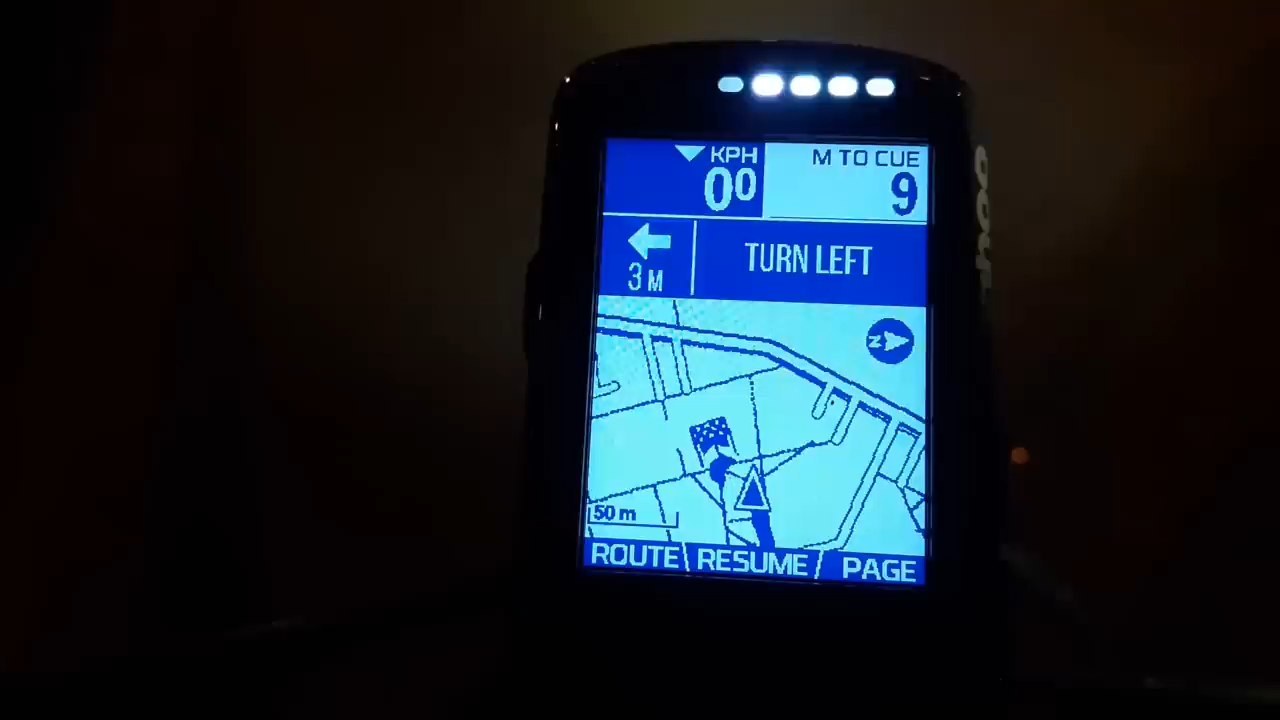 KPH
00
M TO CUE
9
3 M
TURN LEFT
N
50 m
ROUTE RESUME PAGE